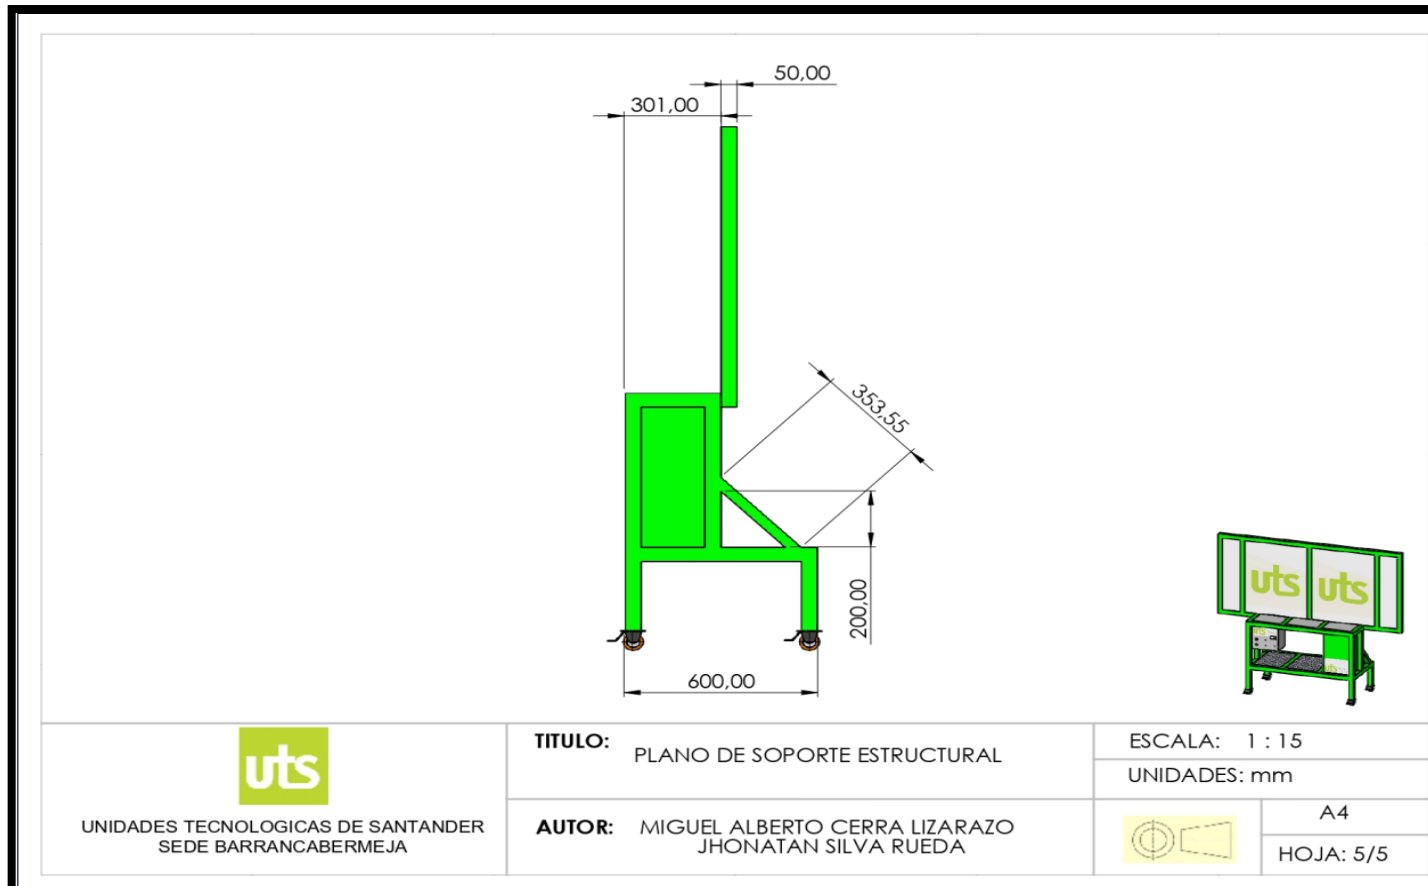 50,00
301,00
353,55
200,00
600,00
uts uts
uts
UNIDADES TECNOLOGICAS DE SANTANDER
SEDE BARRANCABERMEJA
TITULO: PLANO DE SOPORTE ESTRUCTURAL
AUTOR: MIGUEL ALBERTO CERRA LIZARAZO
JHONATAN SILVA RUEDA
ESCALA: 1 : 15
UNIDADES: mm
A4
HOJA: 5/5